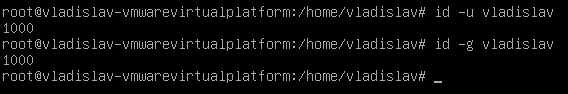 root@vladislav-vmwarevirtualplatform:/home/vladislav# id -u vladislav
1000
root@vladislav-vmwarevirtualplatform:/home/vladislav# id -g vladislav
1000
root@vladislav-vmwarevirtualplatform:/home/vladislav# _